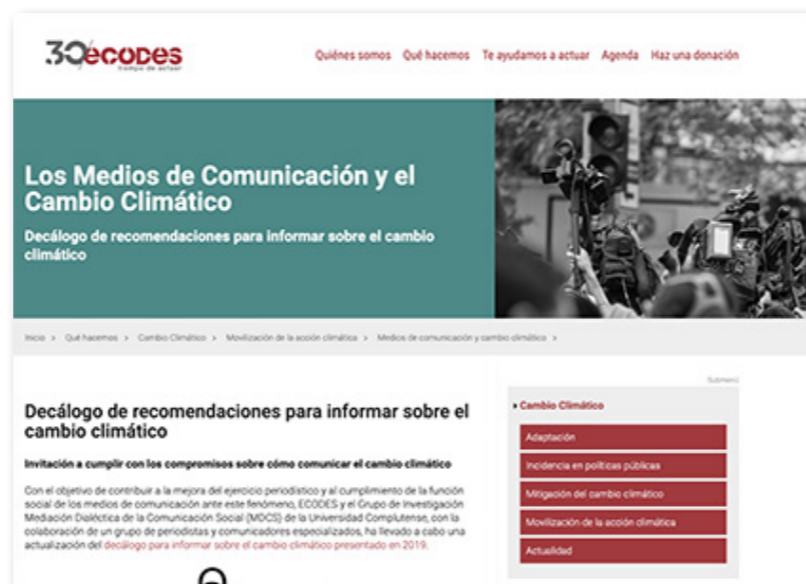 30 ecodes
tiempo de actuar
Quiénes somos Qué hacemos Te ayudamos a actuar Agenda Haz una donación
Los Medios de Comunicación y el
Cambio Climático
Decálogo de recomendaciones para informar sobre el cambio
climático
Inicio > Qué hacemos > Cambio Climático > Movilización de la acción climática > Medios de comunicación y cambio climático >
Submenú
Decálogo de recomendaciones para informar sobre el
cambio climático
Invitación a cumplir con los compromisos sobre cómo comunicar el cambio climático
Con el objetivo de contribuir a la mejora del ejercicio periodístico y al cumplimiento de la función
social de los medios de comunicación ante este fenómeno, ECODES y el Grupo de Investigación
Mediación Dialéctica de la Comunicación Social (MDCS) de la Universidad Complutense, con la
colaboración de un grupo de periodistas y comunicadores especializados, ha llevado a cabo una
actualización del decálogo para informar sobre el cambio climático presentado en 2019.
Cambio Climático
Adaptación
Incidencia en políticas públicas
Mitigación del cambio climático
Movilización de la acción climática
Actualidad